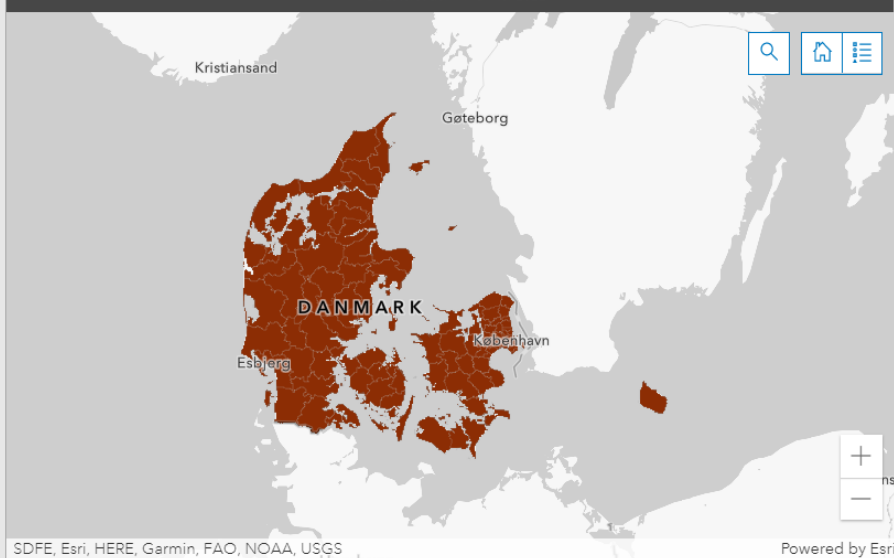 Kristiansand
Gøteborg
DANMARK
København
Esbjerg
SDFE, Esri, HERE, Garmin, FAO, NOAA, USGS
Powered by Esri